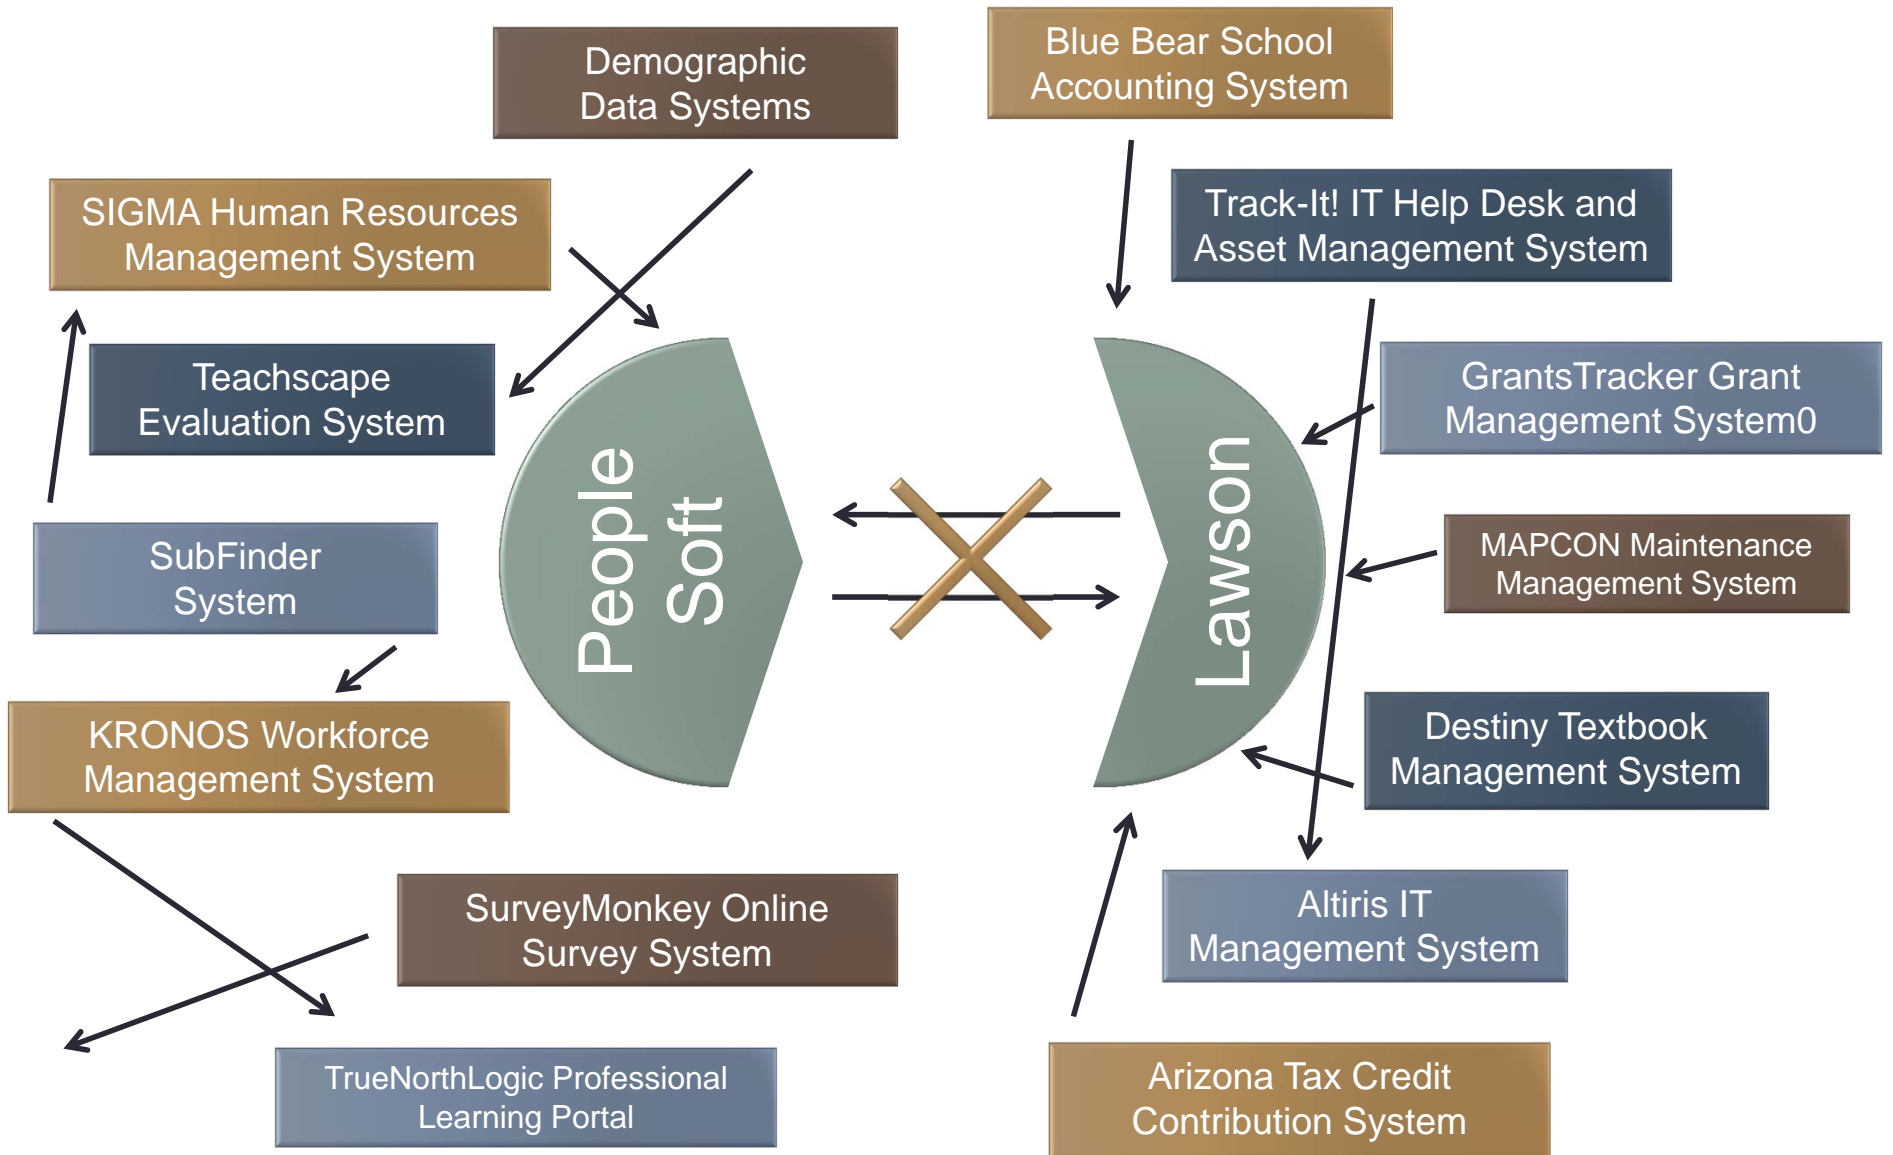 Demographic
Data Systems
Blue Bear School
Accounting System
SIGMA Human Resources
Management System
Track-It! IT Help Desk and
Asset Management System
Teachscape
Evaluation System
GrantsTracker Grant
Management System0
People
Soft
Lawson
SubFinder
System
MAPCON Maintenance
Management System
KRONOS Workforce
Management System
Destiny Textbook
Management System
SurveyMonkey Online
Survey System
Altiris IT
Management System
TrueNorthLogic Professional
Learning Portal
Arizona Tax Credit
Contribution System